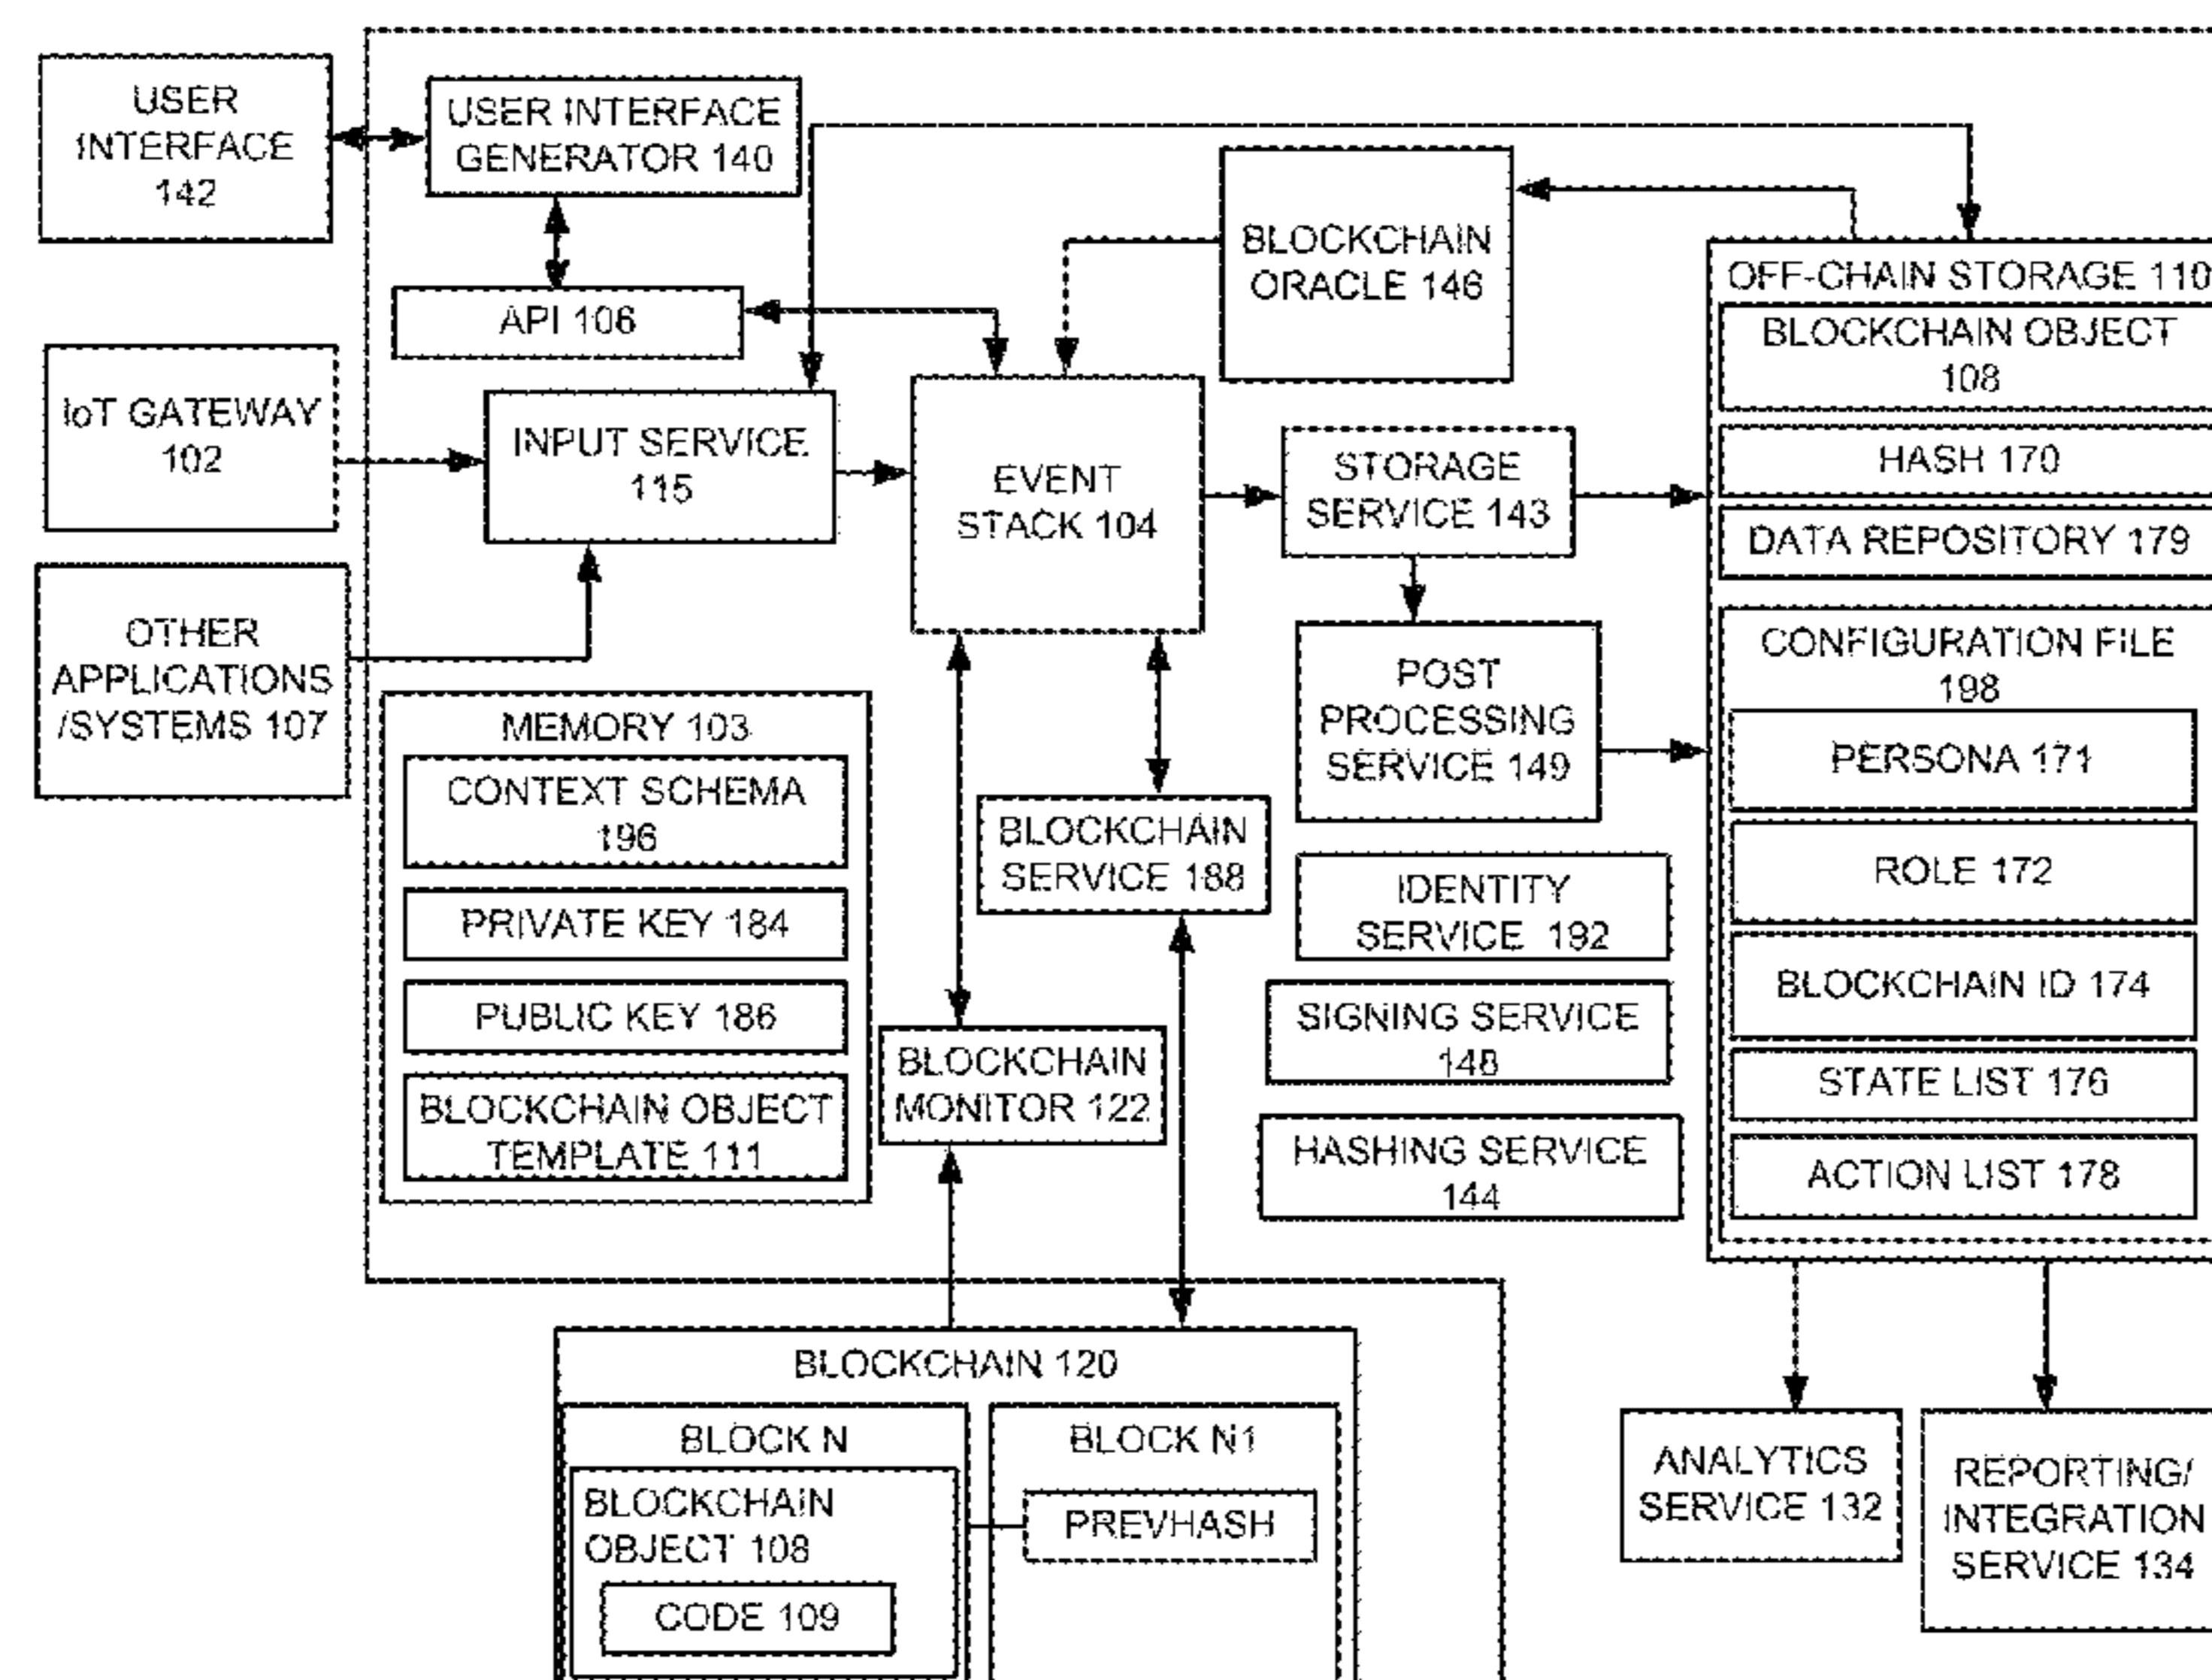 USER
INTERFACE
142
USER INTERFACE
GENERATOR 140
API 106
IoT GATEWAY
102
INPUT SERVICE
115
OTHER
APPLICATIONS
/SYSTEMS 107
EVENT
STACK 104
BLOCKCHAIN
ORACLE 146
STORAGE
SERVICE 143
POST
PROCESSING
SERVICE 149
MEMORY 103
CONTEXT SCHEMA
196
PRIVATE KEY 184
PUBLIC KEY 186
BLOCKCHAIN OBJECT
TEMPLATE 111
BLOCKCHAIN
SERVICE 188
BLOCKCHAIN
MONITOR 122
IDENTITY
SERVICE 192
SIGNING SERVICE
148
HASHING SERVICE
144
OFF-CHAIN STORAGE 110
BLOCKCHAIN OBJECT
108
HASH 170
DATA REPOSITORY 179
CONFIGURATION FILE
198
PERSONA 171
ROLE 172
BLOCKCHAIN ID 174
STATE LIST 176
ACTION LIST 178
BLOCKCHAIN 120
BLOCK N
BLOCKCHAIN
OBJECT 108
CODE 109
BLOCK N1
PREVHASH
ANALYTICS
SERVICE 132
REPORTING/
INTEGRATION
SERVICE 134